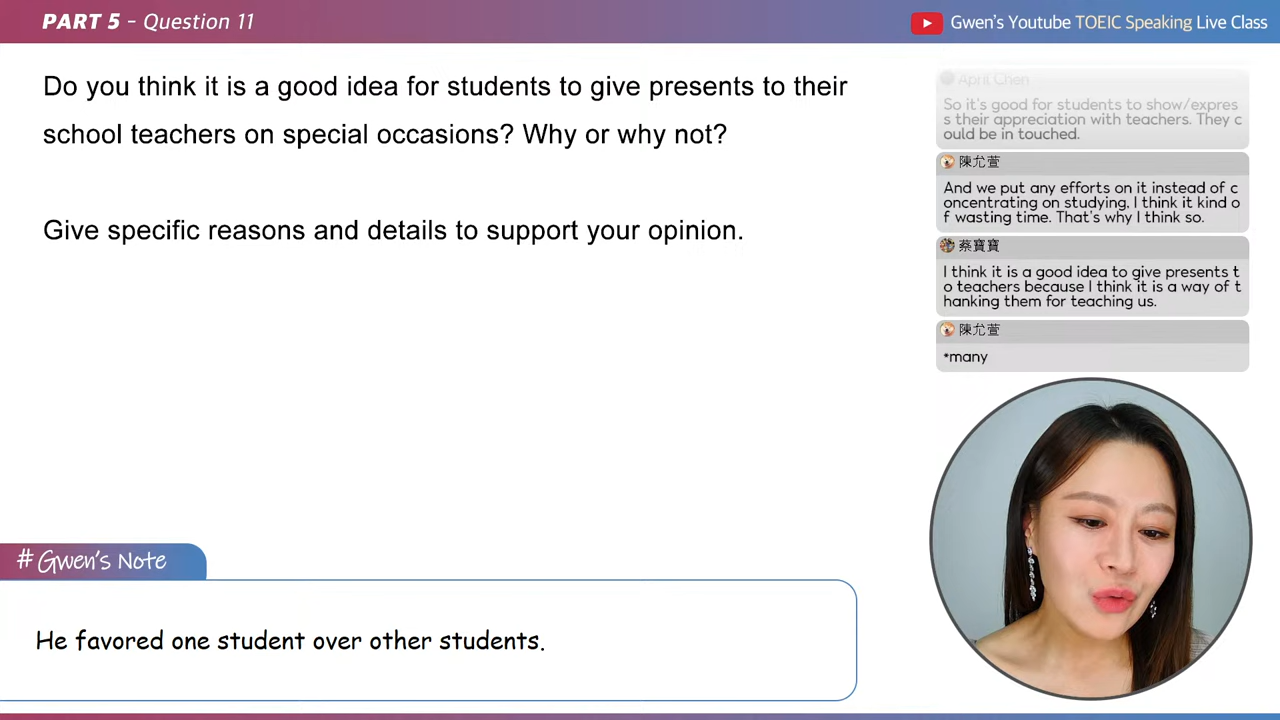 PART 5 - Question 11
Gwen's Youtube TOEIC Speaking Live Class
Do you think it is a good idea for students to give presents to their
school teachers on special occasions? Why or why not?
Give specific reasons and details to support your opinion.
April Chen
So it's good for students to show/expres
s their appreciation with teachers. They c
ould be in touched.
陳尤萱
And we put any efforts on it instead of c
oncentrating on studying, I think it kind o
f wasting time. That's why I think so.
蔡寶寶
I think it is a good idea to give presents t
o teachers because I think it is a way of t
hanking them for teaching us.
陳尤萱
*many
# Gwen's Note
He favored one student over other students.